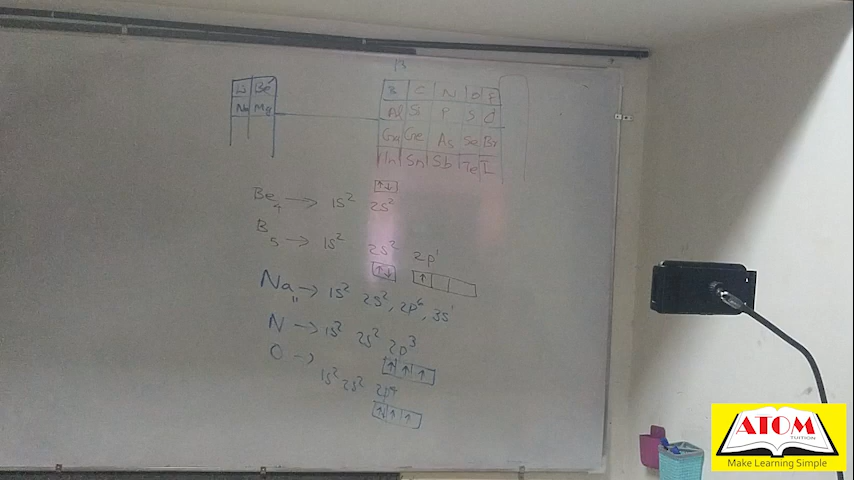 13
Li Be B C N O F
Na Mg Al Si P S Cl
Ga Ge As Se Br
In Sn Sb Te I
↑↓
Be₄ → 1s² 2s²
B₅ → 1s² 2s² 2p¹
↑↓ ↑
Na₁₁ → 1s² 2s², 2p⁶, 3s¹
N → 1s² 2s² 2p³
↑ ↑ ↑
O → 1s² 2s² 2p⁴
↑↓ ↑ ↑
ATOM
TUITION
Make Learning Simple